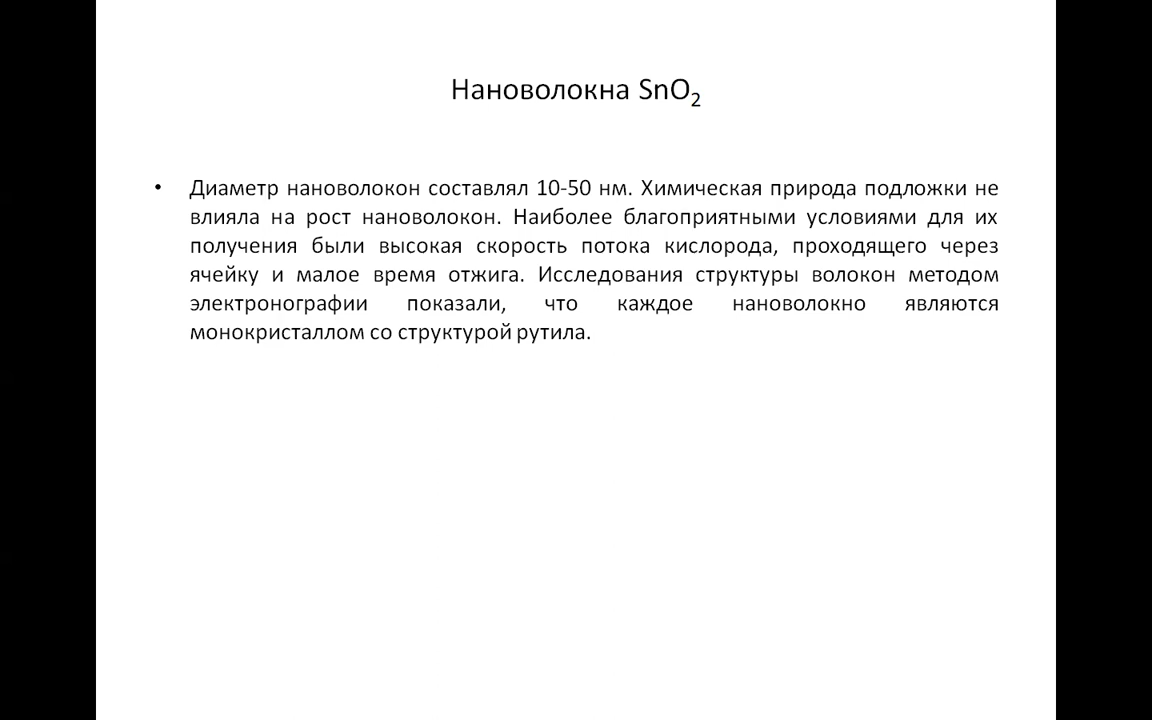 Нановолокна SnO₂
• Диаметр нановолокон составлял 10-50 нм. Химическая природа подложки не
влияла на рост нановолокон. Наиболее благоприятными условиями для их
получения были высокая скорость потока кислорода, проходящего через
ячейку и малое время отжига. Исследования структуры волокон методом
электронографии показали, что каждое нановолокно являются
монокристаллом со структурой рутила.